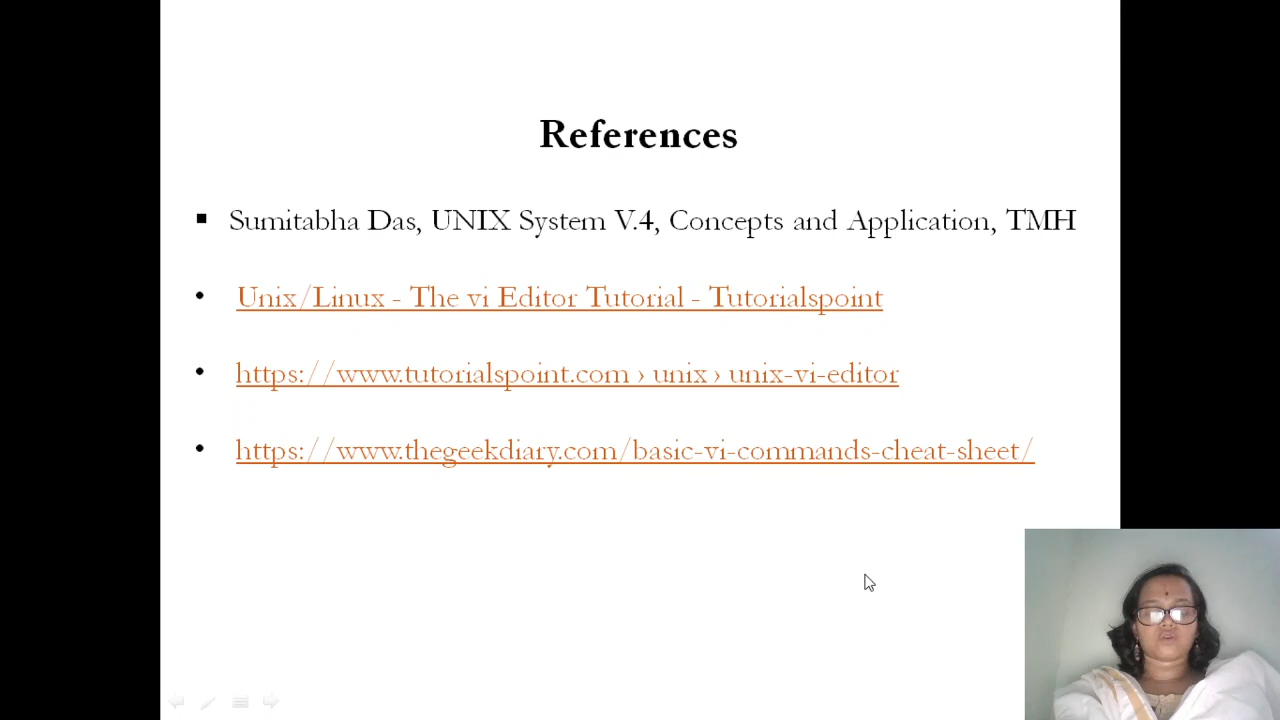 References
▪ Sumitabha Das, UNIX System V.4, Concepts and Application, TMH
• Unix/Linux - The vi Editor Tutorial - Tutorialspoint
• https://www.tutorialspoint.com › unix › unix-vi-editor
• https://www.thegeekdiary.com/basic-vi-commands-cheat-sheet/